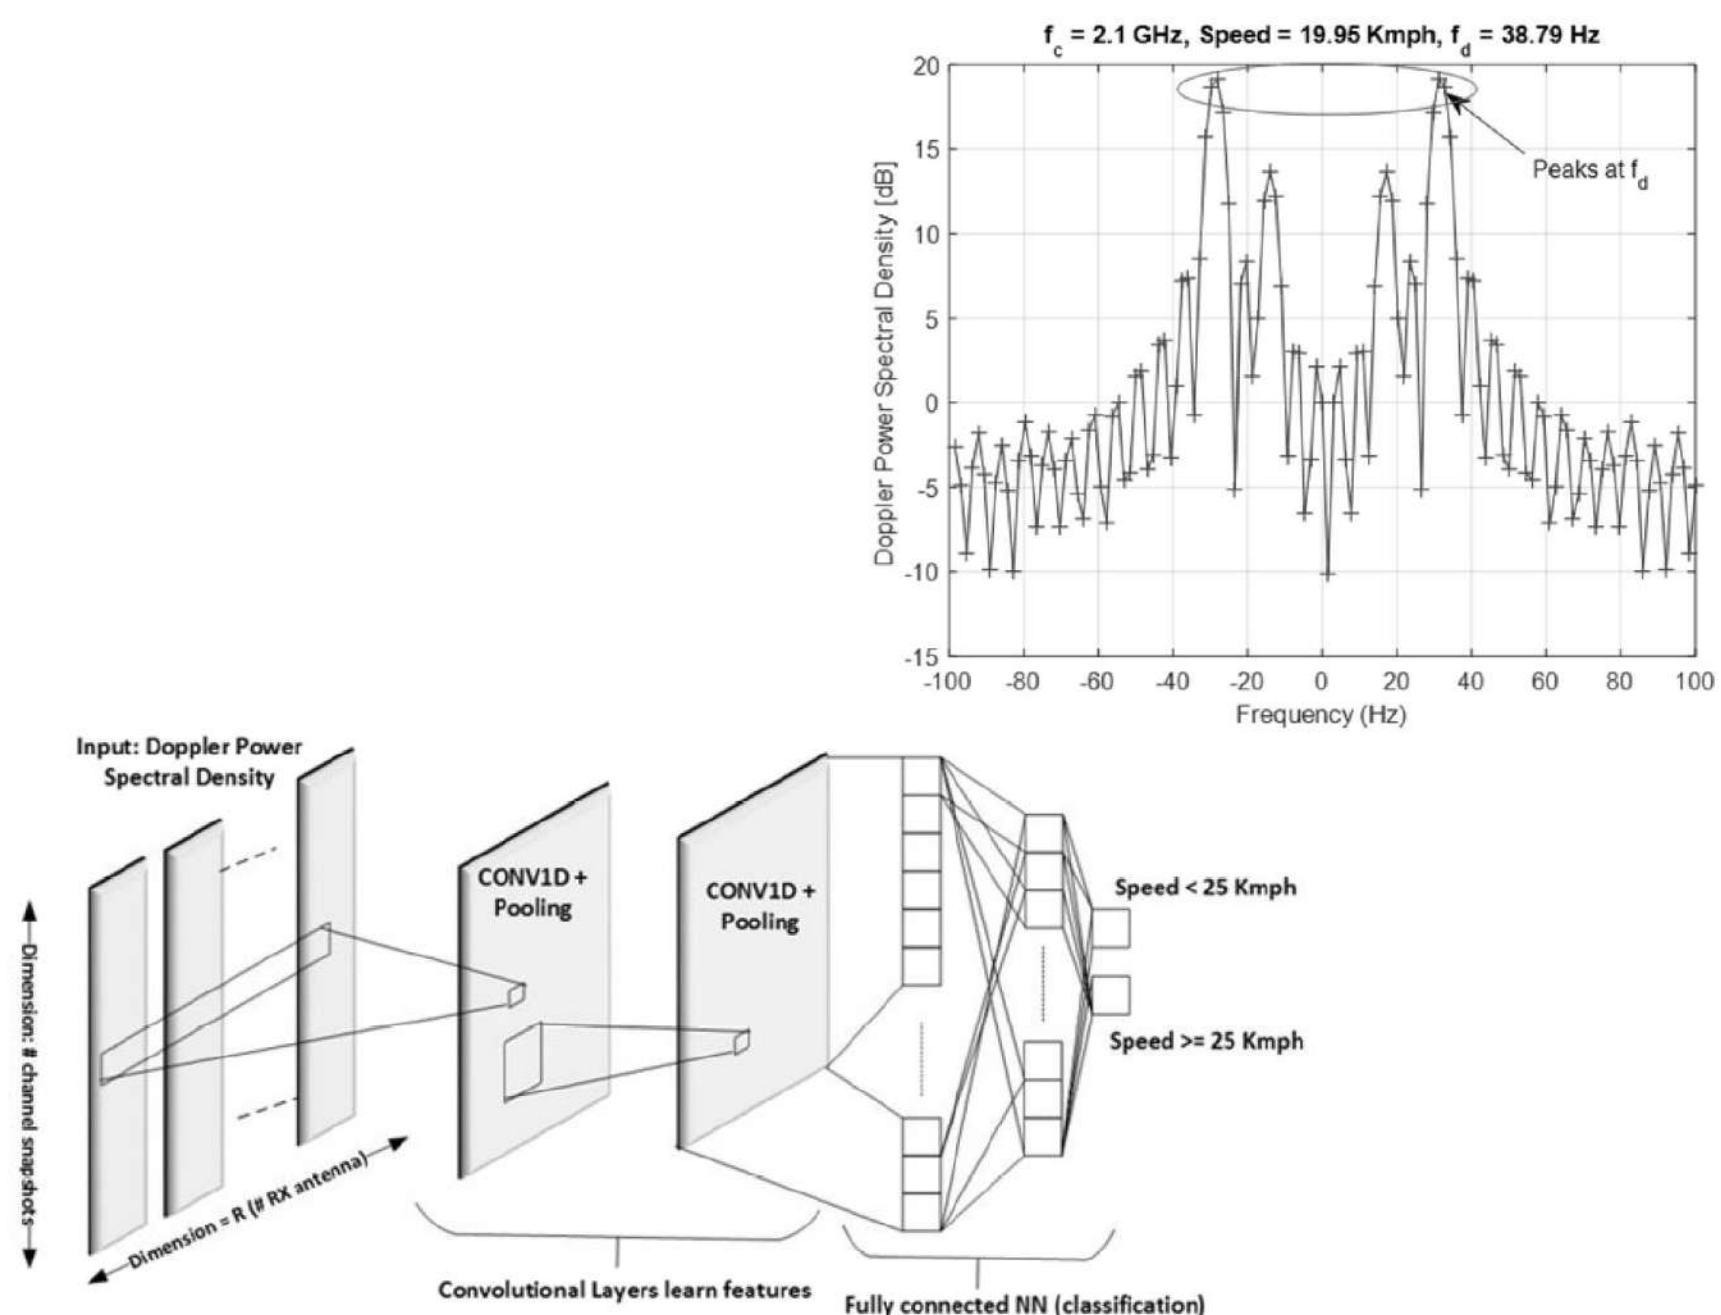 f_c = 2.1 GHz, Speed = 19.95 Kmph, f_d = 38.79 Hz
Doppler Power Spectral Density [dB]
20
15
10
5
0
-5
-10
-15
Peaks at f_d
-100 -80 -60 -40 -20 0 20 40 60 80 100
Frequency (Hz)
Input: Doppler Power
Spectral Density
CONV1D +
Pooling
CONV1D +
Pooling
Speed < 25 Kmph
Speed >= 25 Kmph
Dimension: # channel snapshots
Dimension = R (# RX antenna)
Convolutional Layers learn features
Fully connected NN (classification)